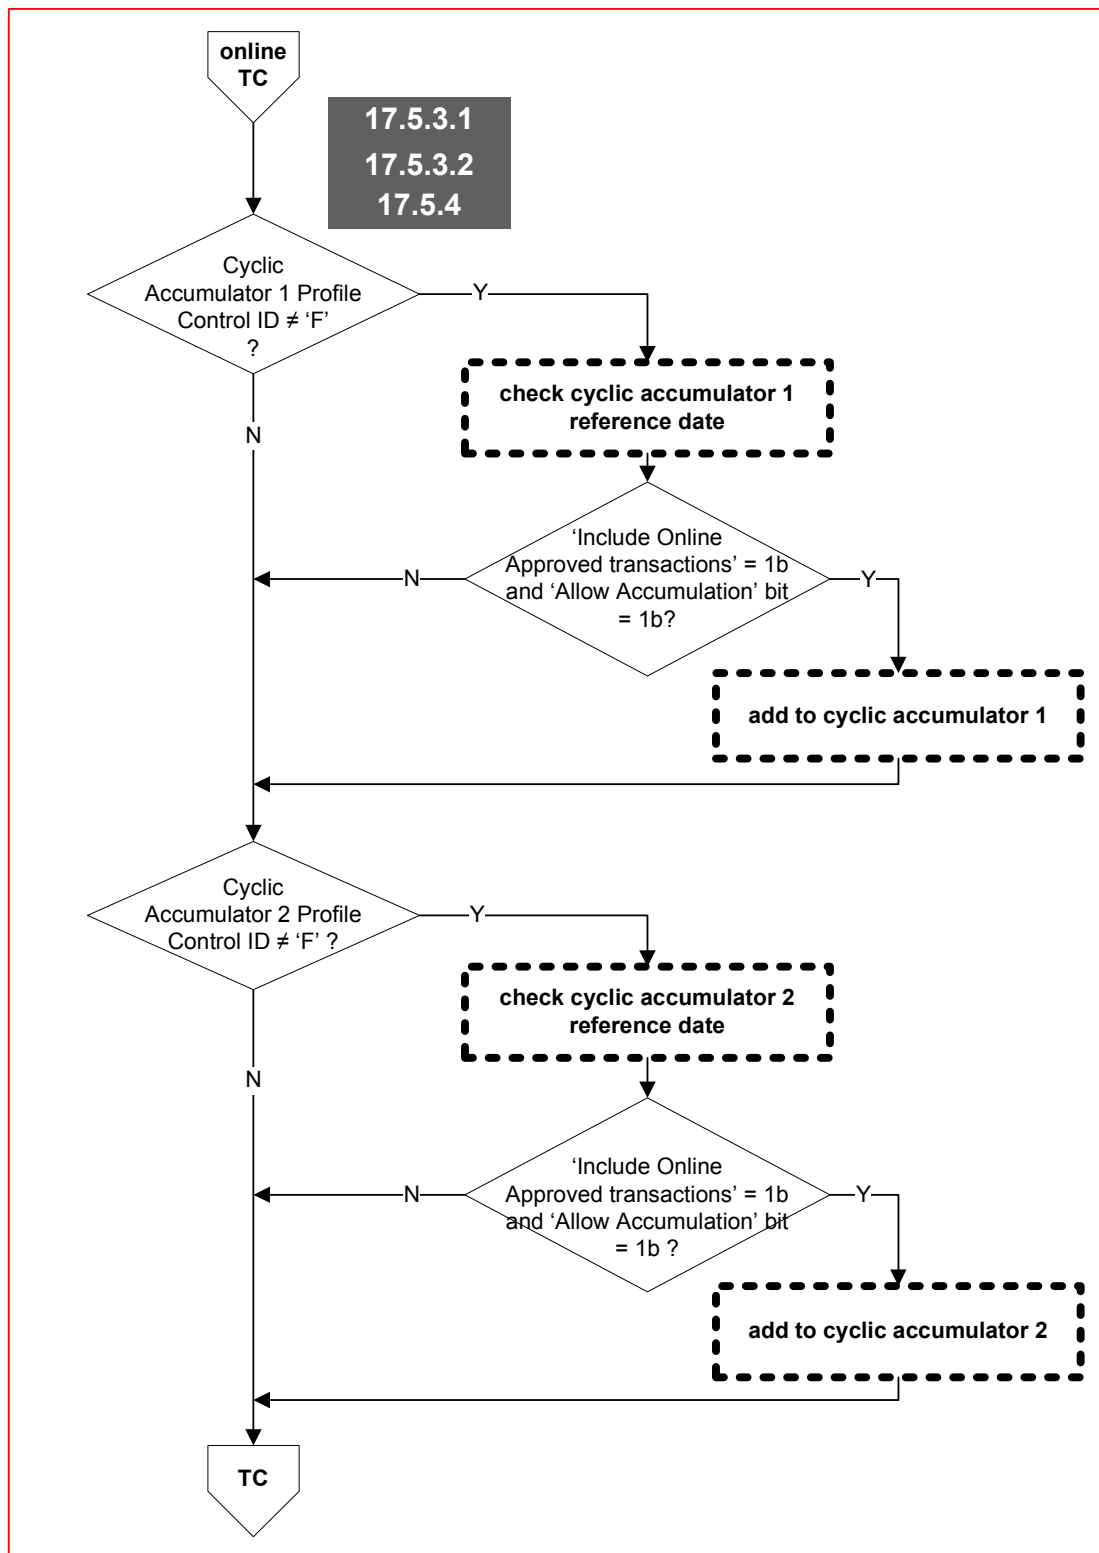 online
TC
17.5.3.1
17.5.3.2
17.5.4
Cyclic
Accumulator 1 Profile
Control ID ≠ ‘F’
?
Y
N
check cyclic accumulator 1
reference date
‘Include Online
Approved transactions’ = 1b
and ‘Allow Accumulation’ bit
= 1b?
N
Y
add to cyclic accumulator 1
Cyclic
Accumulator 2 Profile
Control ID ≠ ‘F’ ?
Y
N
check cyclic accumulator 2
reference date
‘Include Online
Approved transactions’ = 1b
and ‘Allow Accumulation’ bit
= 1b ?
N
Y
add to cyclic accumulator 2
TC